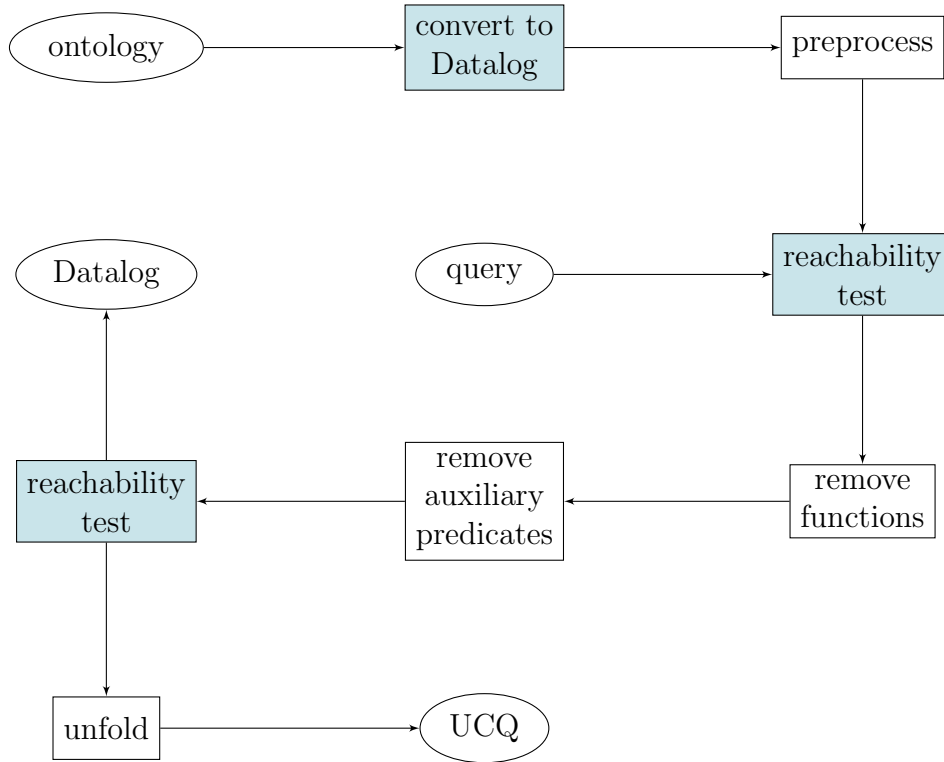 ontology
convert to
Datalog
preprocess
Datalog
query
reachability
test
reachability
test
remove
auxiliary
predicates
remove
functions
unfold
UCQ